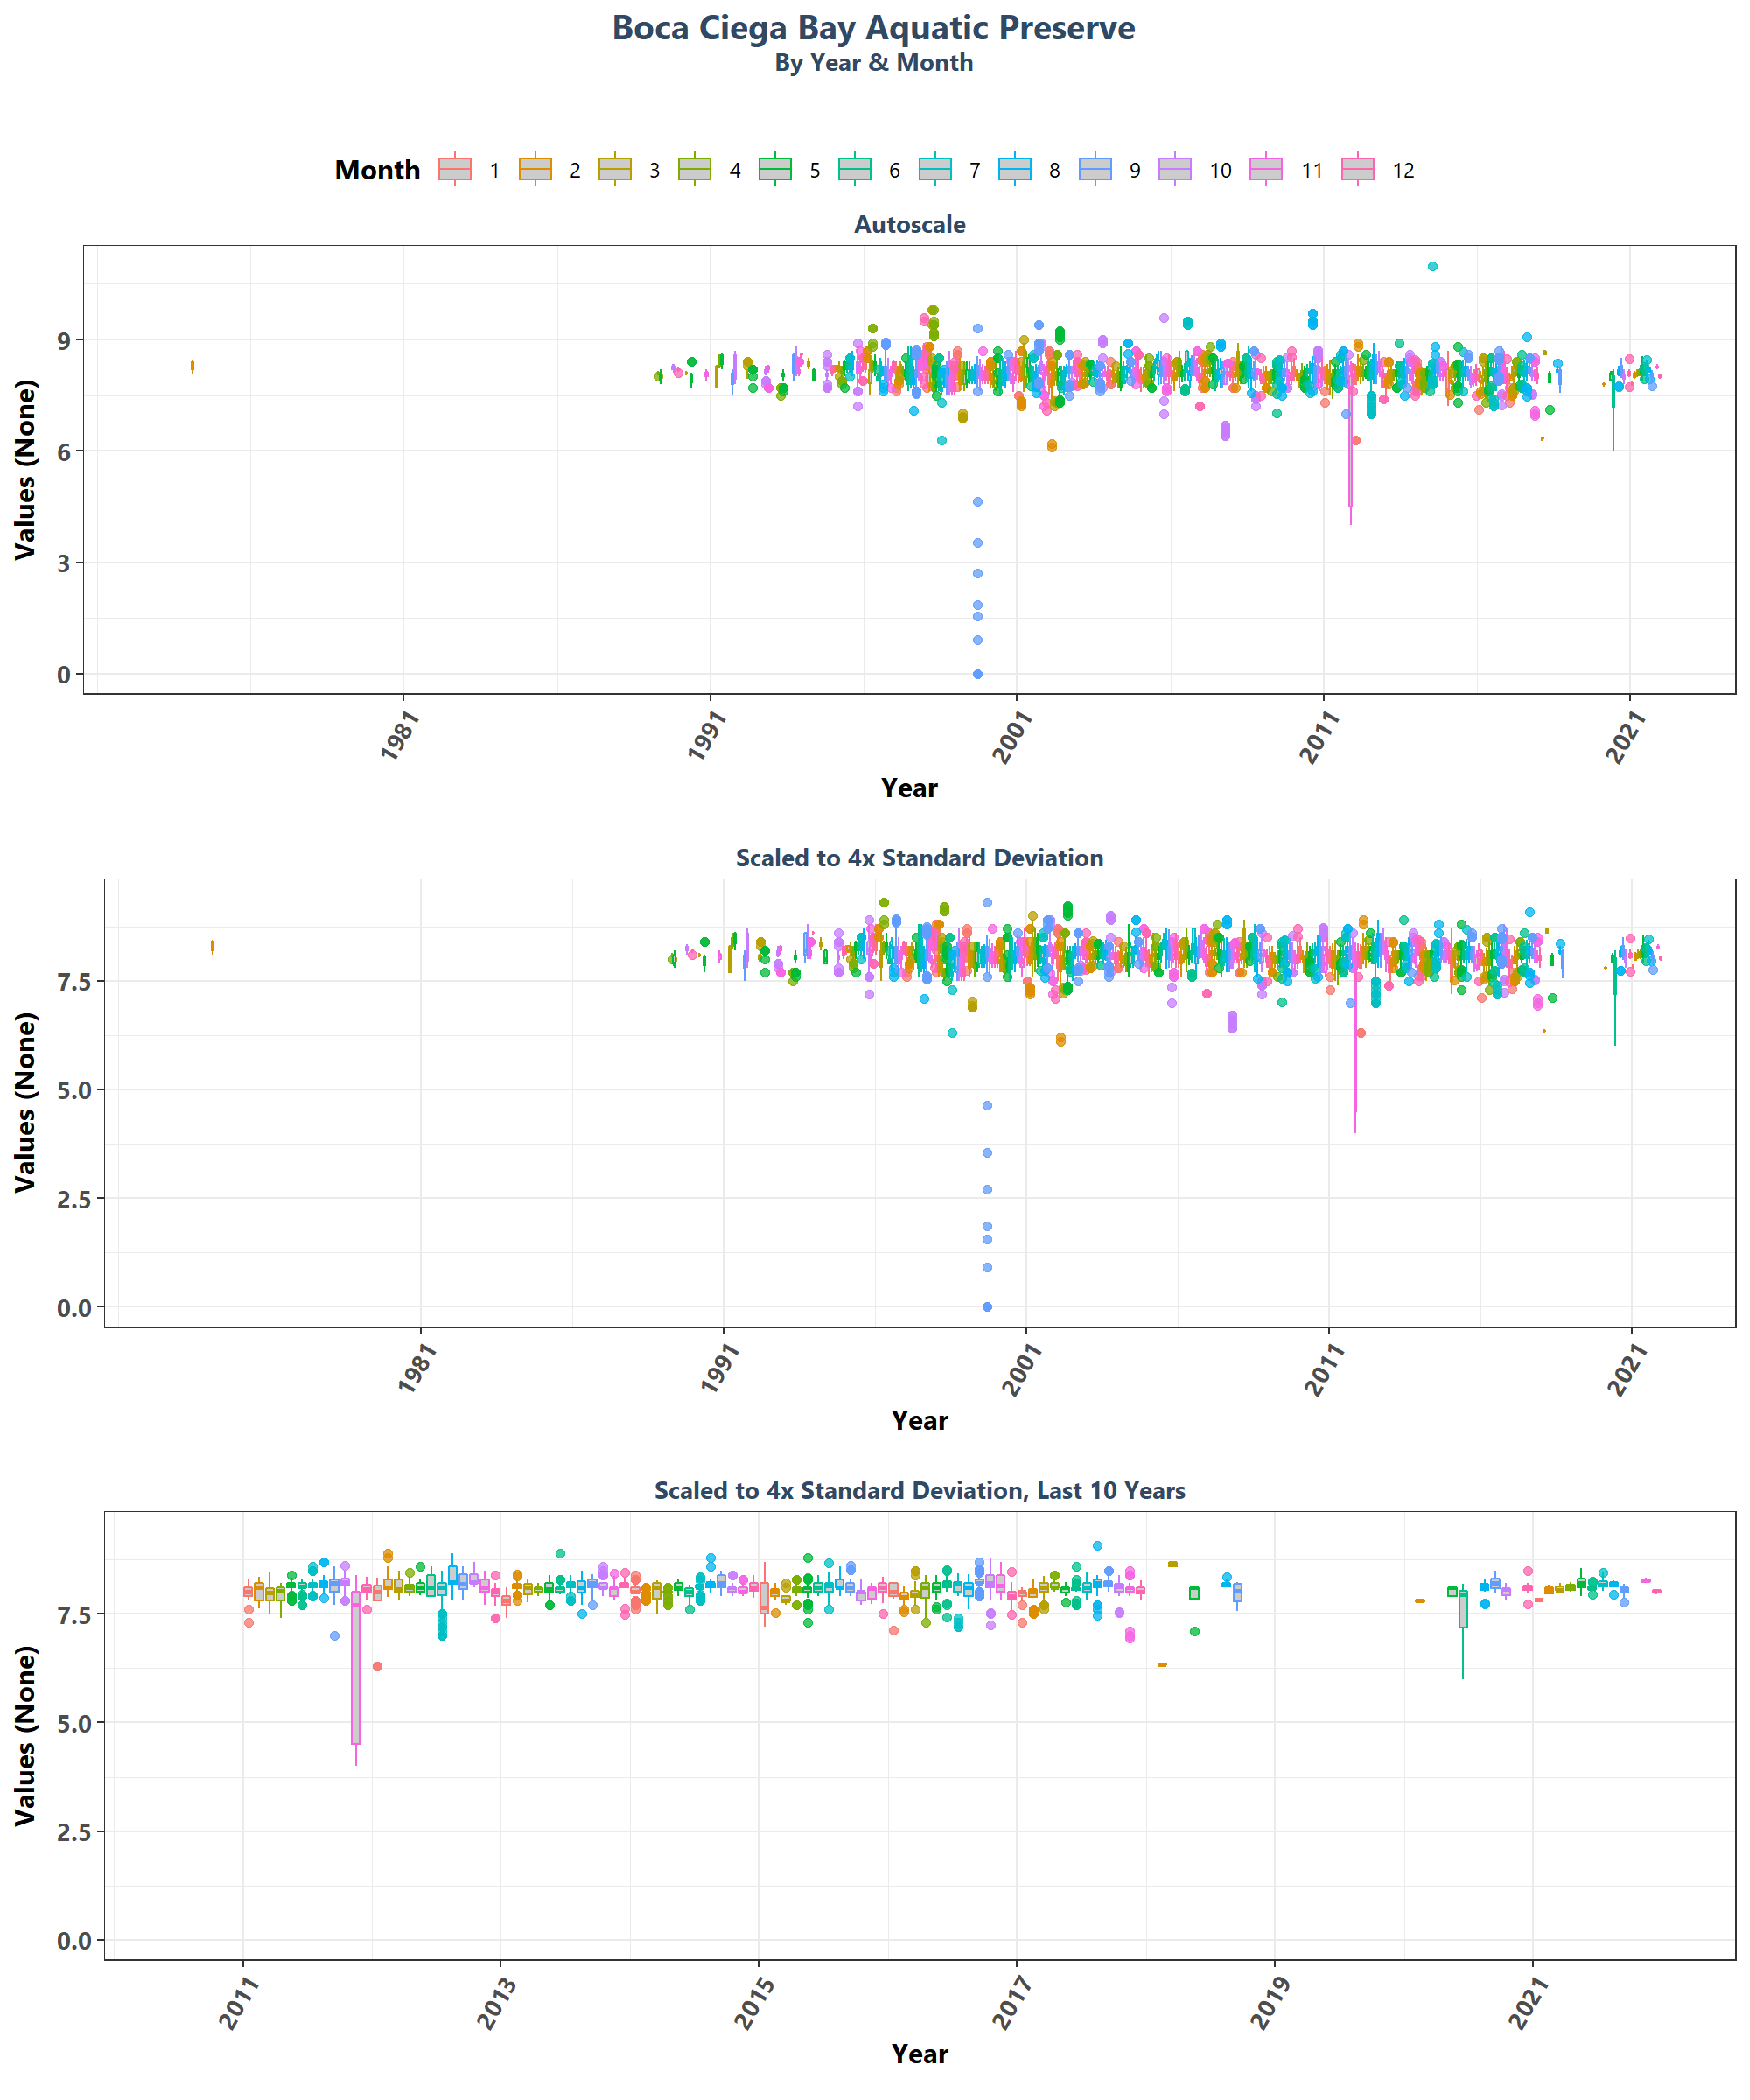 Boca Ciega Bay Aquatic Preserve
By Year & Month
Month 1 2 3 4 5 6 7 8 9 10 11 12
Autoscale
Values (None)
9
6
3
0
1981 1991 2001 2011 2021
Year
Scaled to 4x Standard Deviation
Values (None)
7.5
5.0
2.5
0.0
1981 1991 2001 2011 2021
Year
Scaled to 4x Standard Deviation, Last 10 Years
Values (None)
7.5
5.0
2.5
0.0
2011 2013 2015 2017 2019 2021
Year